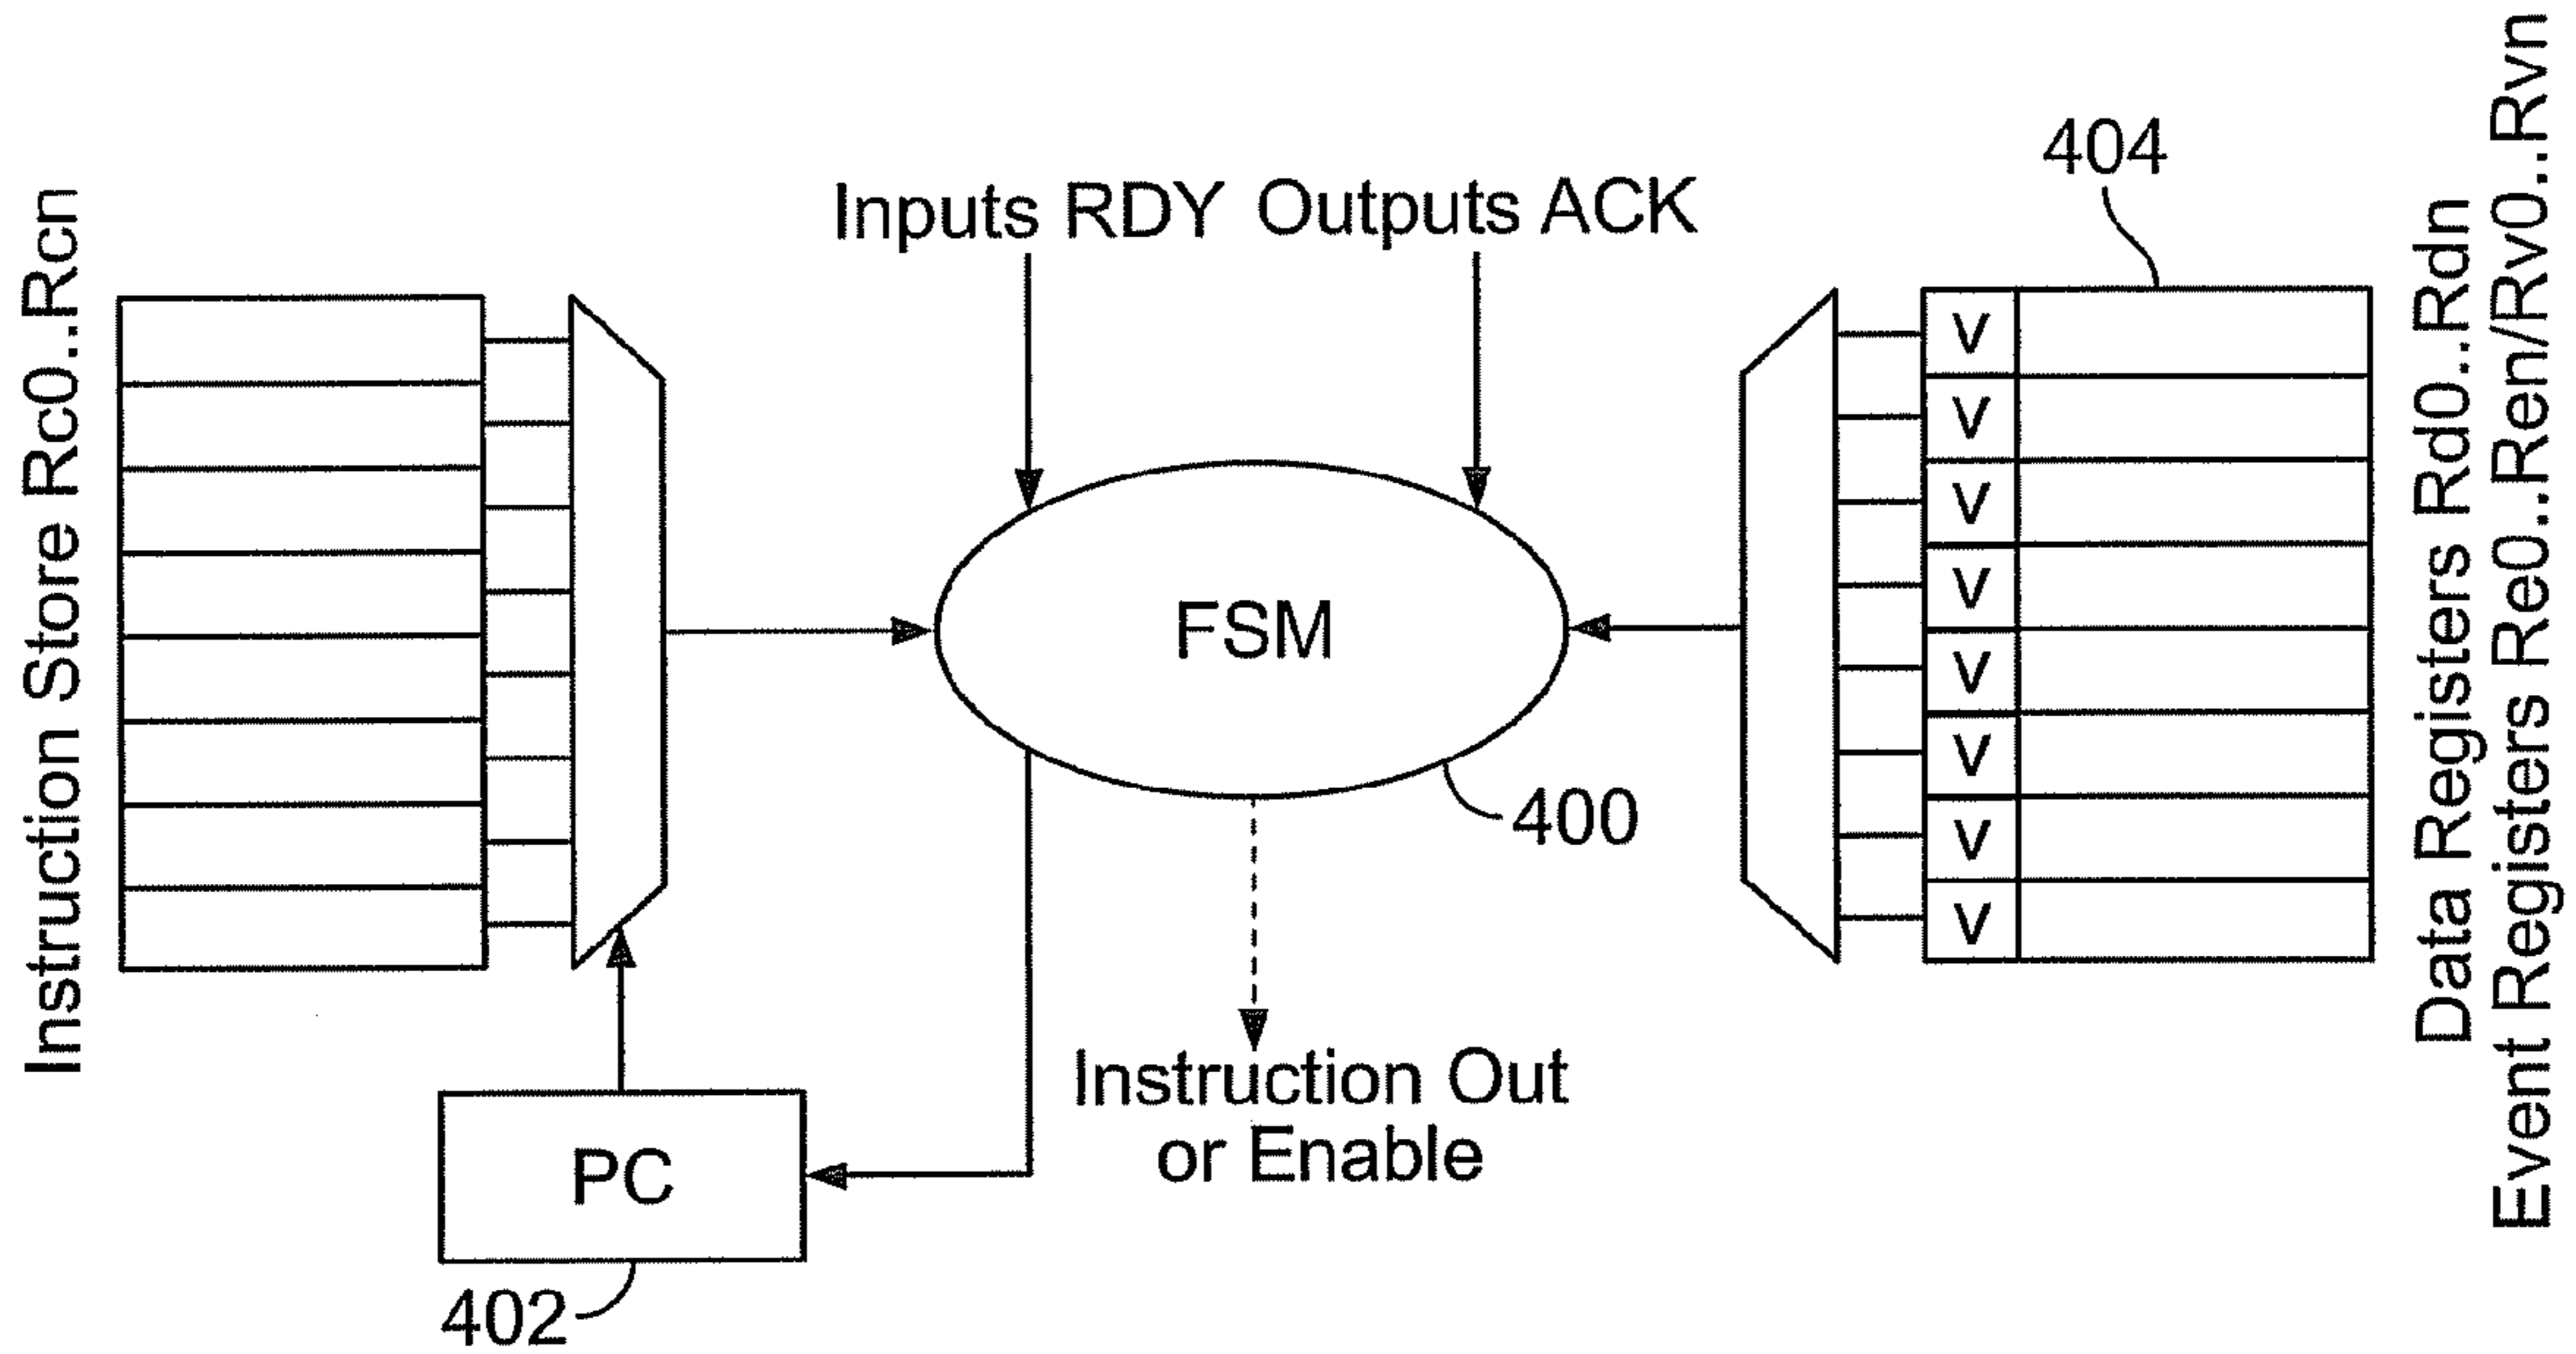 Instruction Store Rc0..Rcn
Inputs RDY
Outputs ACK
404
V
V
V
V
V
V
V
V
Data Registers Rd0..Rdn
Event Registers Re0..Ren/Rv0..Rvn
FSM
400
Instruction Out
or Enable
PC
402